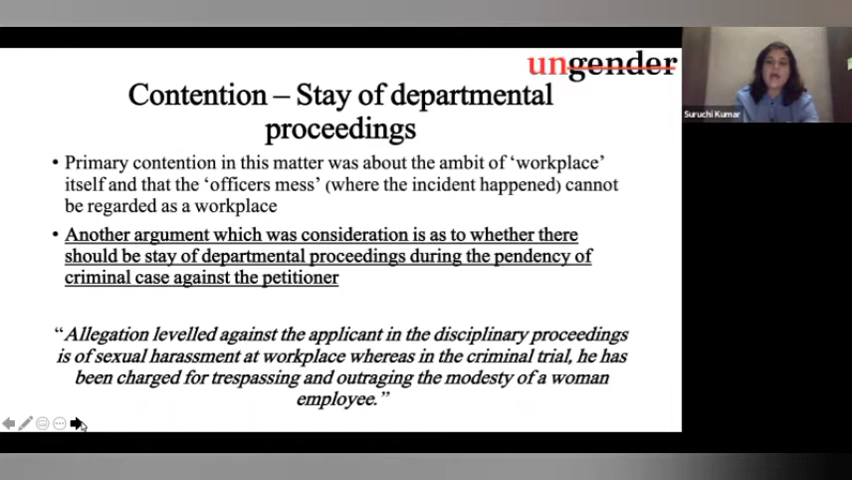 ungender
Contention – Stay of departmental
proceedings
• Primary contention in this matter was about the ambit of ‘workplace’
itself and that the ‘officers mess’ (where the incident happened) cannot
be regarded as a workplace
• Another argument which was consideration is as to whether there
should be stay of departmental proceedings during the pendency of
criminal case against the petitioner
“Allegation levelled against the applicant in the disciplinary proceedings
is of sexual harassment at workplace whereas in the criminal trial, he has
been charged for trespassing and outraging the modesty of a woman
employee.”
Suruchi Kumar